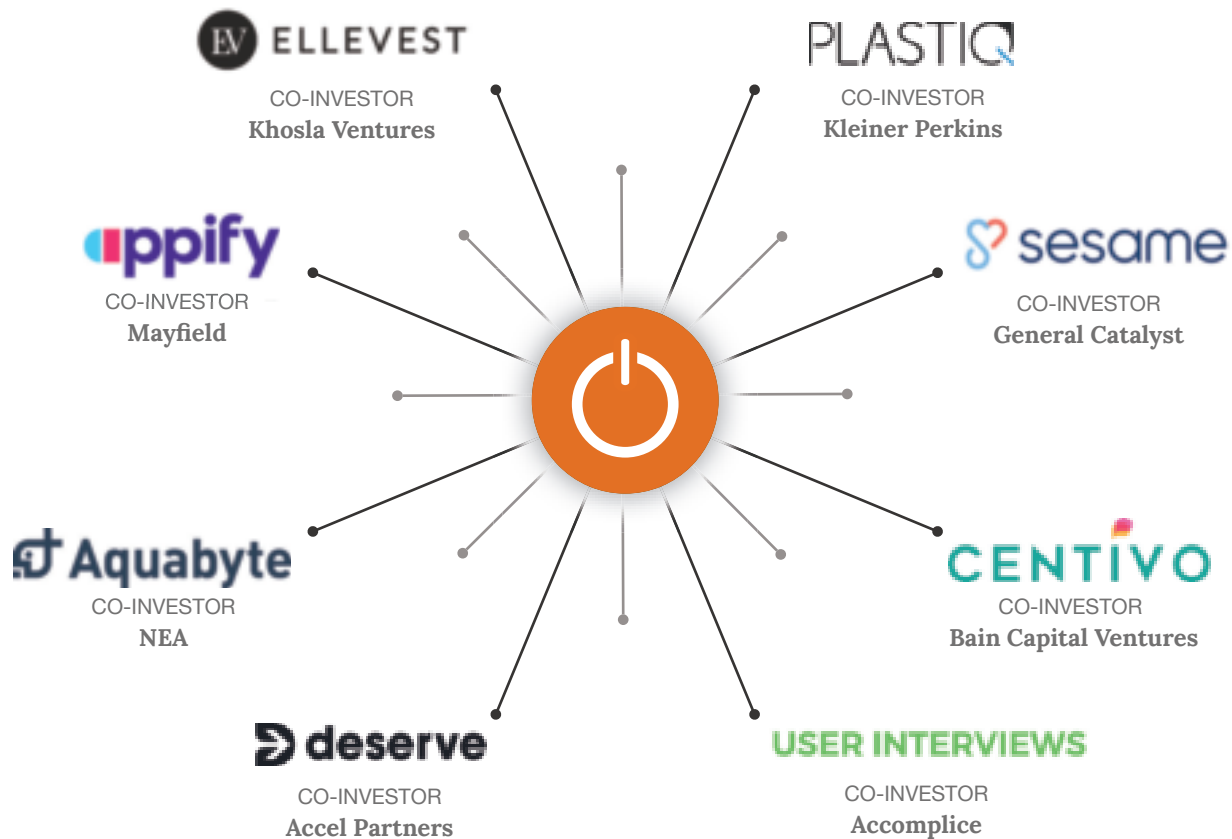 EV ELLEVEST
CO-INVESTOR
Khosla Ventures
PLASTIQ
CO-INVESTOR
Kleiner Perkins
appify
CO-INVESTOR
Mayfield
sesame
CO-INVESTOR
General Catalyst
Aquabyte
CO-INVESTOR
NEA
CENTIVO
CO-INVESTOR
Bain Capital Ventures
deserve
CO-INVESTOR
Accel Partners
USER INTERVIEWS
CO-INVESTOR
Accomplice